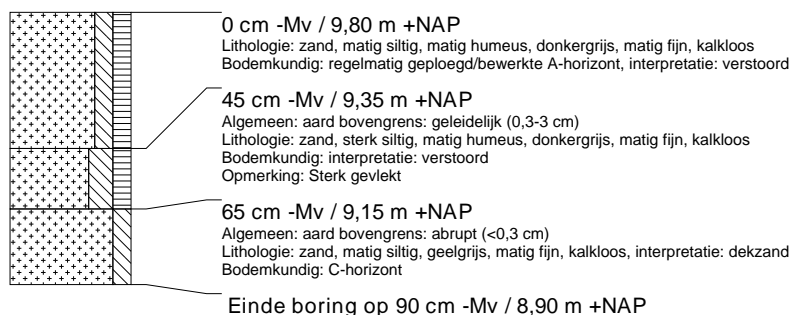 0 cm -Mv / 9,80 m +NAP
Lithologie: zand, matig siltig, matig humeus, donkergrijs, matig fijn, kalkloos
Bodemkundig: regelmatig geploegd/bewerkte A-horizont, interpretatie: verstoord
45 cm -Mv / 9,35 m +NAP
Algemeen: aard bovengrens: geleidelijk (0,3-3 cm)
Lithologie: zand, sterk siltig, matig humeus, donkergrijs, matig fijn, kalkloos
Bodemkundig: interpretatie: verstoord
Opmerking: Sterk gevlekt
65 cm -Mv / 9,15 m +NAP
Algemeen: aard bovengrens: abrupt (<0,3 cm)
Lithologie: zand, matig siltig, geelgrijs, matig fijn, kalkloos, interpretatie: dekzand
Bodemkundig: C-horizont
Einde boring op 90 cm -Mv / 8,90 m +NAP